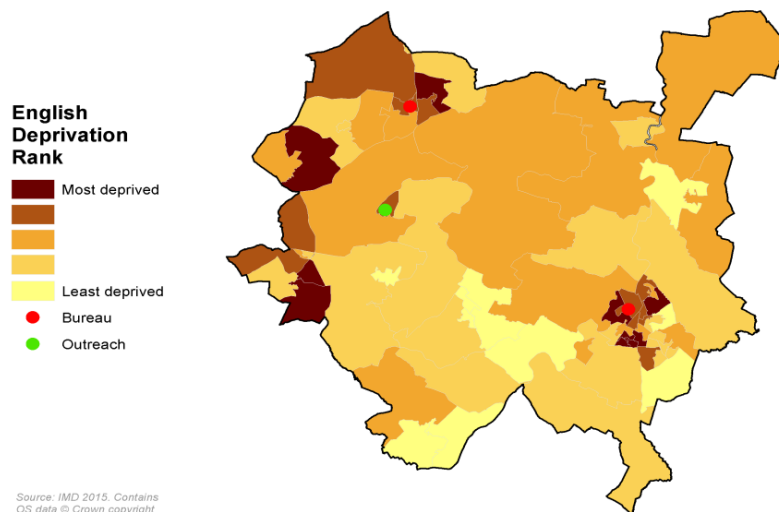 English
Deprivation
Rank
Most deprived
Least deprived
Bureau
Outreach
Source: IMD 2015. Contains
OS data © Crown copyright